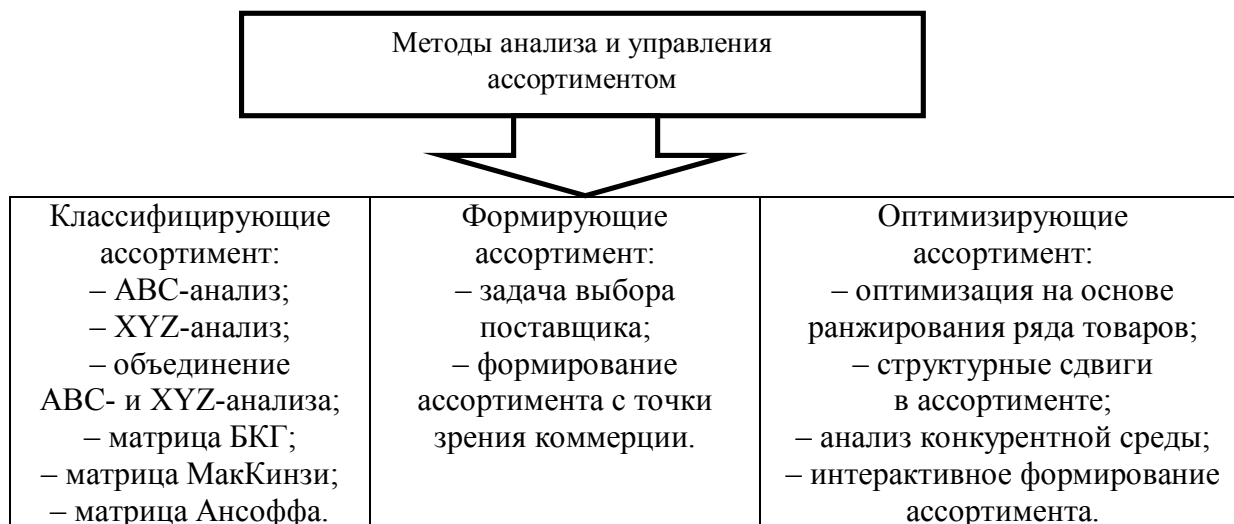 Методы анализа и управления
ассортиментом
Классифицирующие
ассортимент:
– АВС-анализ;
– XYZ-анализ;
– объединение
АВС- и XYZ-анализа;
– матрица БКГ;
– матрица МакКинзи;
– матрица Ансоффа.
Формирующие
ассортимент:
– задача выбора
поставщика;
– формирование
ассортимента с точки
зрения коммерции.
Оптимизирующие
ассортимент:
– оптимизация на основе
ранжирования ряда товаров;
– структурные сдвиги
в ассортименте;
– анализ конкурентной среды;
– интерактивное формирование
ассортимента.